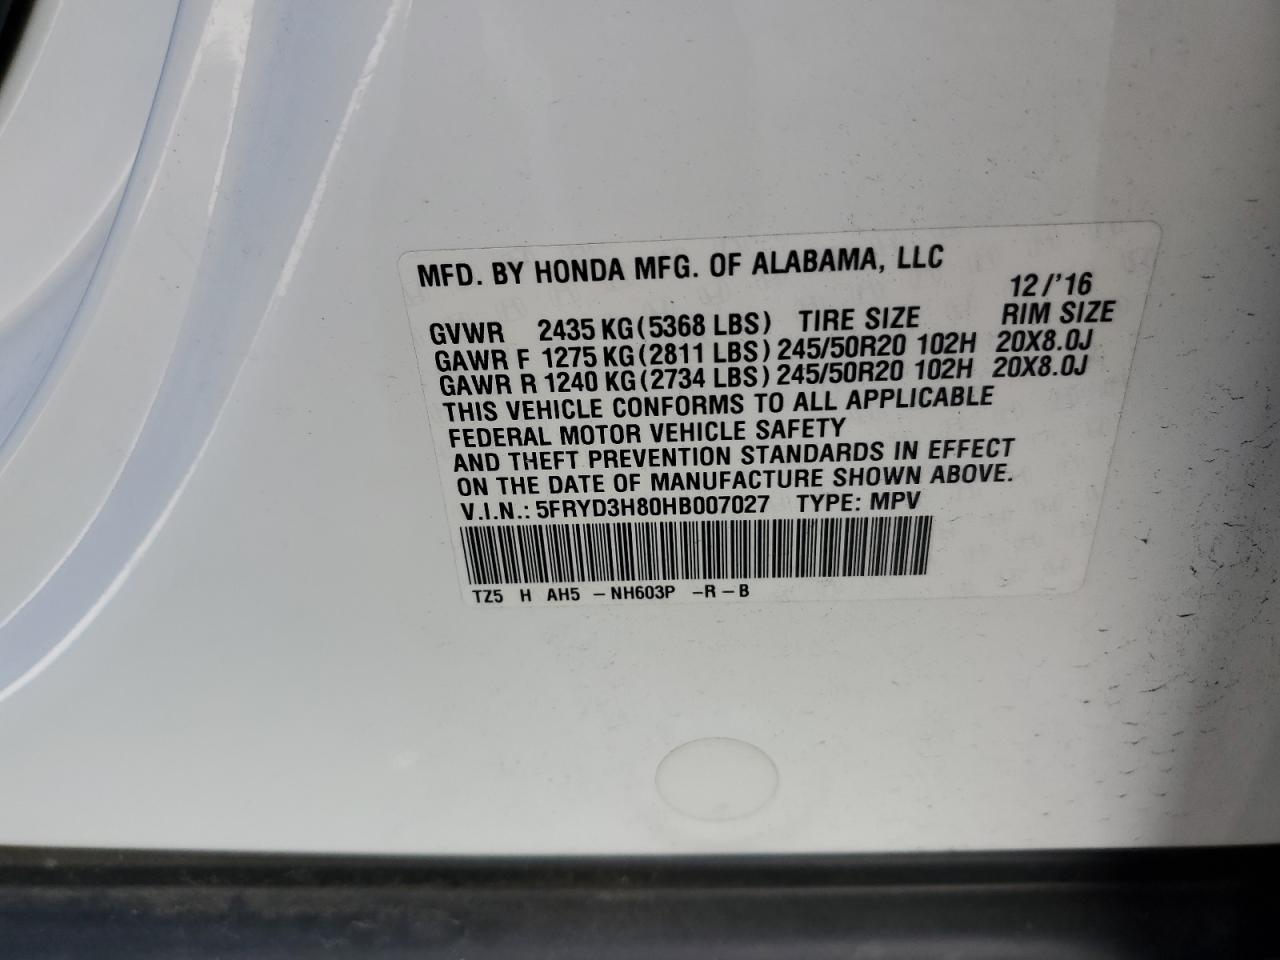 MFD. BY HONDA MFG. OF ALABAMA, LLC
12/'16
GVWR 2435 KG(5368 LBS) TIRE SIZE RIM SIZE
GAWR F 1275 KG(2811 LBS) 245/50R20 102H 20X8.0J
GAWR R 1240 KG(2734 LBS) 245/50R20 102H 20X8.0J
THIS VEHICLE CONFORMS TO ALL APPLICABLE
FEDERAL MOTOR VEHICLE SAFETY
AND THEFT PREVENTION STANDARDS IN EFFECT
ON THE DATE OF MANUFACTURE SHOWN ABOVE.
V.I.N.: 5FRYD3H80HB007027 TYPE: MPV
TZ5 H AH5 -NH603P -R-B